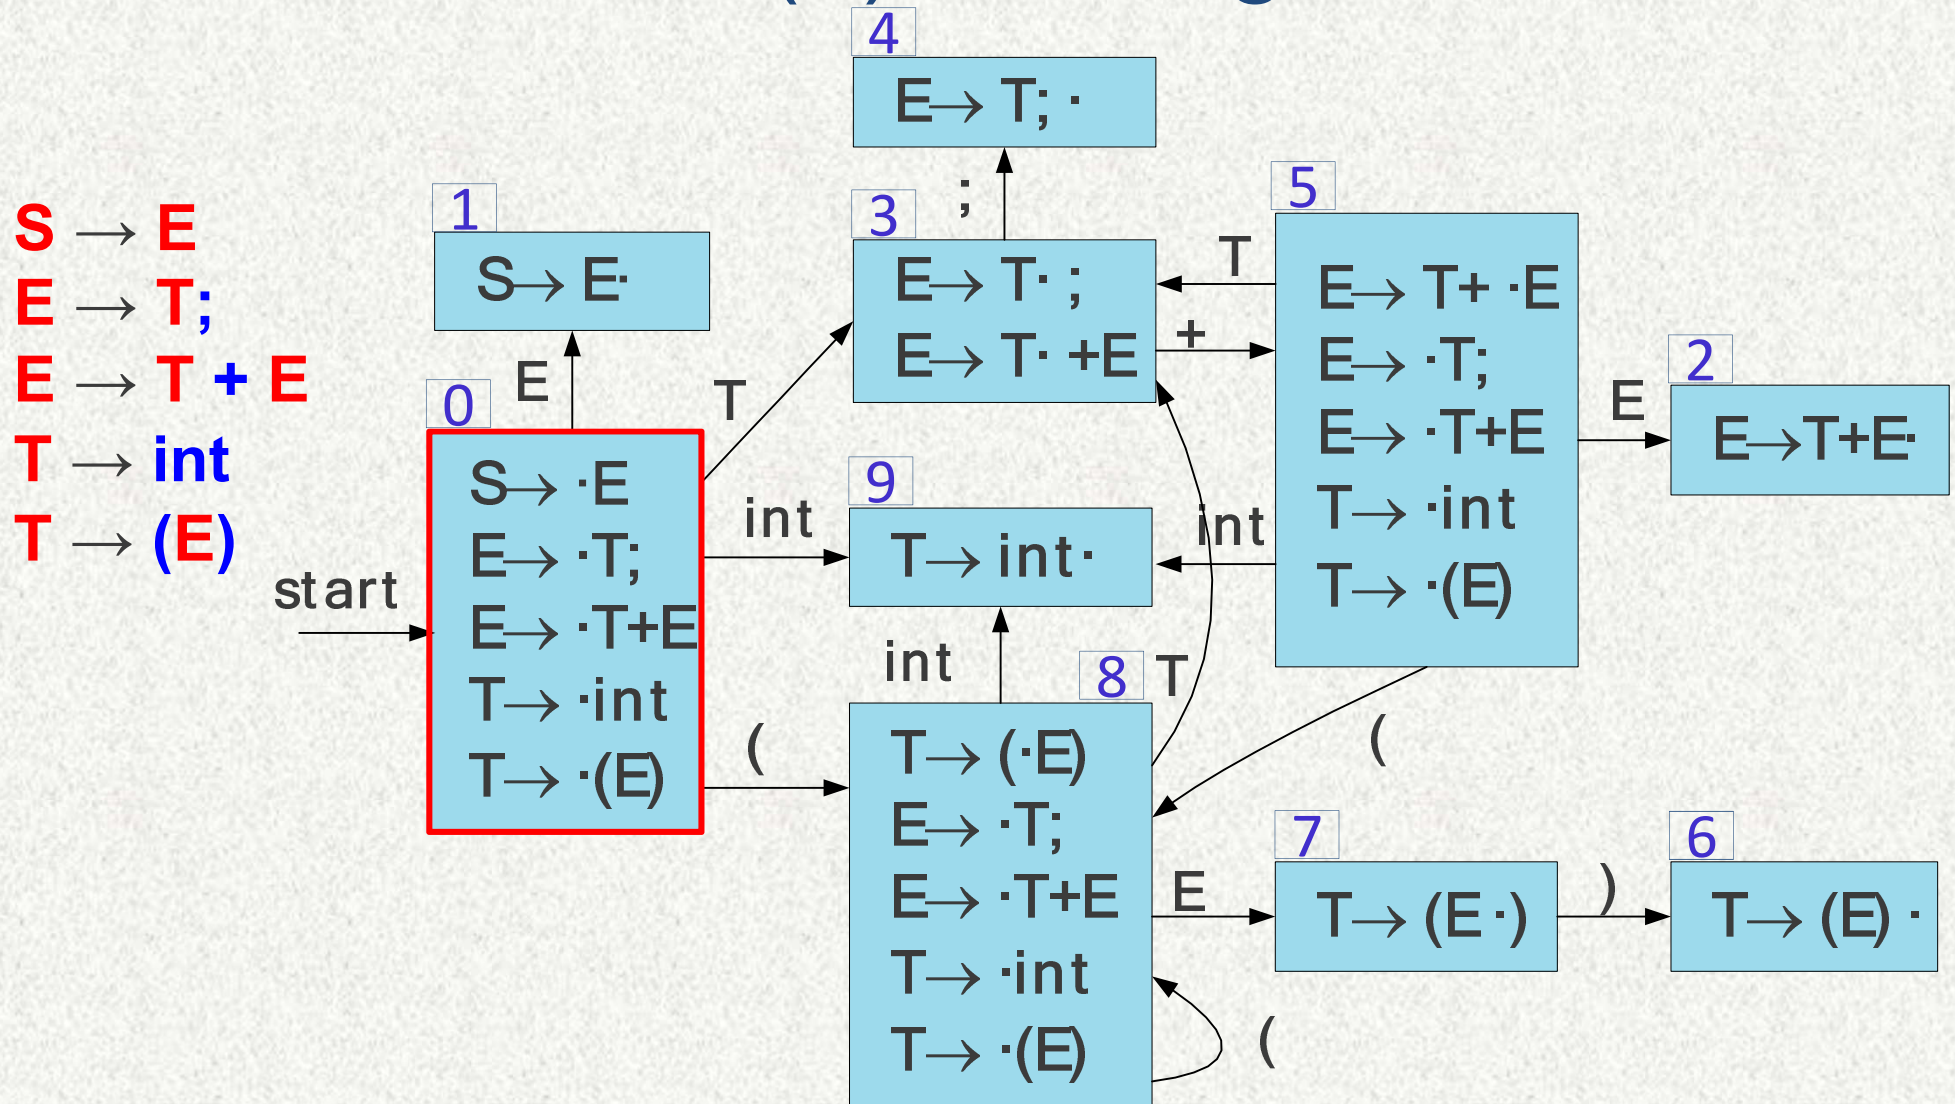 S → E
E → T;
E → T + E
T → int
T → (E)
start
0
S→ ·E
E→ ·T;
E→ ·T+E
T→ ·int
T→ ·(E)
E
1
S→ E·
T
int
(
4
E→ T; ·
;
3
E→ T· ;
E→ T· +E
T
+
9
T→ int·
int
int
8
T
T→ (·E)
E→ ·T;
E→ ·T+E
T→ ·int
T→ ·(E)
(
5
E→ T+ ·E
E→ ·T;
E→ ·T+E
T→ ·int
T→ ·(E)
(
E
2
E→T+E·
E
7
T→ (E ·)
)
6
T→ (E) ·